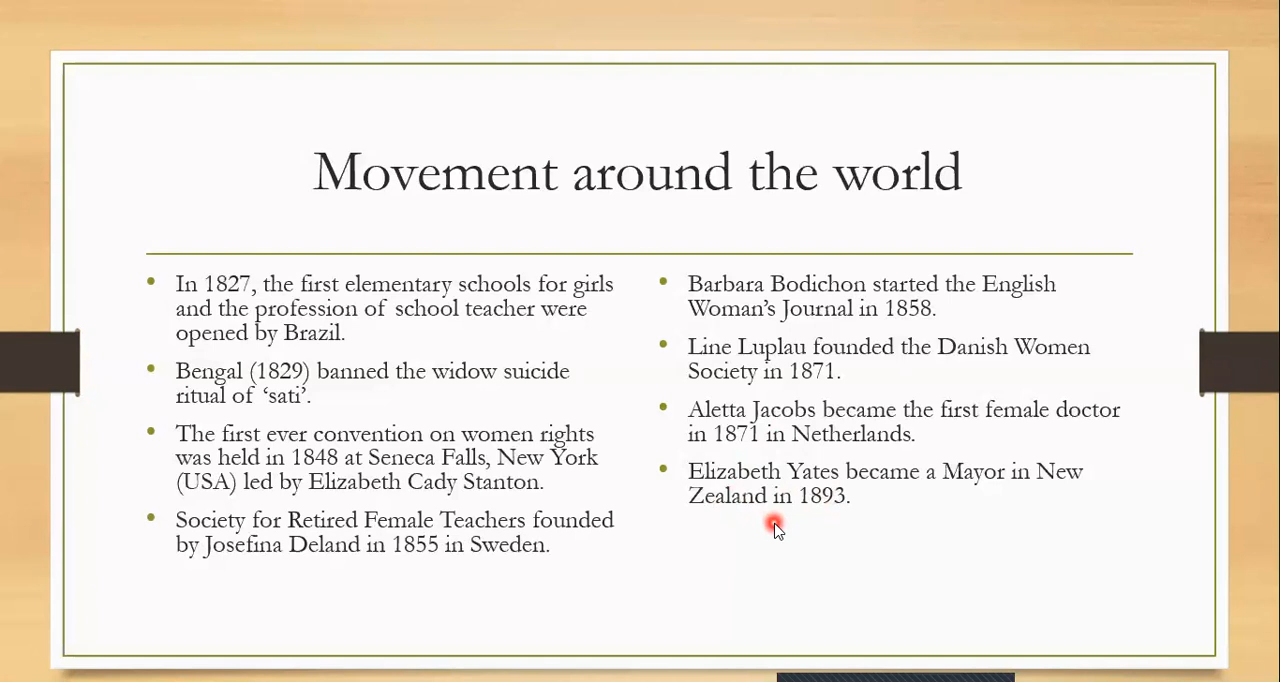 Movement around the world
• In 1827, the first elementary schools for girls
and the profession of school teacher were
opened by Brazil.
• Bengal (1829) banned the widow suicide
ritual of ‘sati’.
• The first ever convention on women rights
was held in 1848 at Seneca Falls, New York
(USA) led by Elizabeth Cady Stanton.
• Society for Retired Female Teachers founded
by Josefina Deland in 1855 in Sweden.
• Barbara Bodichon started the English
Woman’s Journal in 1858.
• Line Luplau founded the Danish Women
Society in 1871.
• Aletta Jacobs became the first female doctor
in 1871 in Netherlands.
• Elizabeth Yates became a Mayor in New
Zealand in 1893.